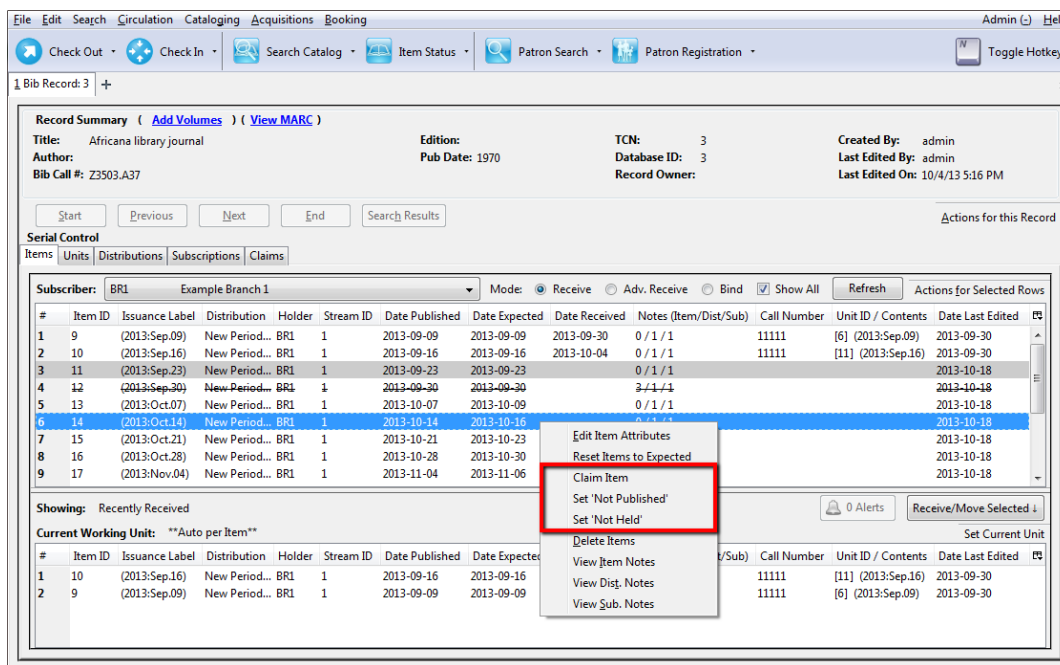 File Edit Search Circulation Cataloging Acquisitions Booking Admin (-) Hel
Check Out Check In Search Catalog Item Status Patron Search Patron Registration N Toggle Hotkey
1 Bib Record: 3 +
Record Summary ( Add Volumes ) ( View MARC )
Title: Africana library journal Edition: TCN: 3 Created By: admin
Author: Pub Date: 1970 Database ID: 3 Last Edited By: admin
Bib Call #: Z3503.A37 Record Owner: Last Edited On: 10/4/13 5:16 PM
Start Previous Next End Search Results Actions for this Record
Serial Control
Items Units Distributions Subscriptions Claims
Subscriber: BR1 Example Branch 1 Mode: Receive Adv. Receive Bind Show All Refresh Actions for Selected Rows
# Item ID Issuance Label Distribution Holder Stream ID Date Published Date Expected Date Received Notes (Item/Dist/Sub) Call Number Unit ID / Contents Date Last Edited
1 9 (2013:Sep.09) New Period... BR1 1 2013-09-09 2013-09-09 2013-09-30 0 / 1 / 1 11111 [6] (2013:Sep.09) 2013-09-30
2 10 (2013:Sep.16) New Period... BR1 1 2013-09-16 2013-09-16 2013-10-04 0 / 1 / 1 11111 [11] (2013:Sep.16) 2013-09-30
3 11 (2013:Sep.23) New Period... BR1 1 2013-09-23 2013-09-23 0 / 1 / 1 2013-10-18
4 12 (2013:Sep.30) New Period... BR1 1 2013-09-30 2013-09-30 3 / 1 / 1 2013-10-18
5 13 (2013:Oct.07) New Period... BR1 1 2013-10-07 2013-10-09 0 / 1 / 1 2013-10-18
6 14 (2013:Oct.14) New Period... BR1 1 2013-10-14 2013-10-16 0 / 1 / 1 2013-10-18
7 15 (2013:Oct.21) New Period... BR1 1 2013-10-21 2013-10-23 2013-10-18
8 16 (2013:Oct.28) New Period... BR1 1 2013-10-28 2013-10-30 2013-10-18
9 17 (2013:Nov.04) New Period... BR1 1 2013-11-04 2013-11-06 2013-10-18
Edit Item Attributes
Reset Items to Expected
Claim Item
Set 'Not Published'
Set 'Not Held'
Delete Items
View Item Notes
View Dist. Notes
View Sub. Notes
Showing: Recently Received 0 Alerts Receive/Move Selected ↓
Current Working Unit: **Auto per Item** Set Current Unit
# Item ID Issuance Label Distribution Holder Stream ID Date Published Date Expected t/Sub) Call Number Unit ID / Contents Date Last Edited
1 10 (2013:Sep.16) New Period... BR1 1 2013-09-16 2013-09-16 11111 [11] (2013:Sep.16) 2013-09-30
2 9 (2013:Sep.09) New Period... BR1 1 2013-09-09 2013-09-09 11111 [6] (2013:Sep.09) 2013-09-30